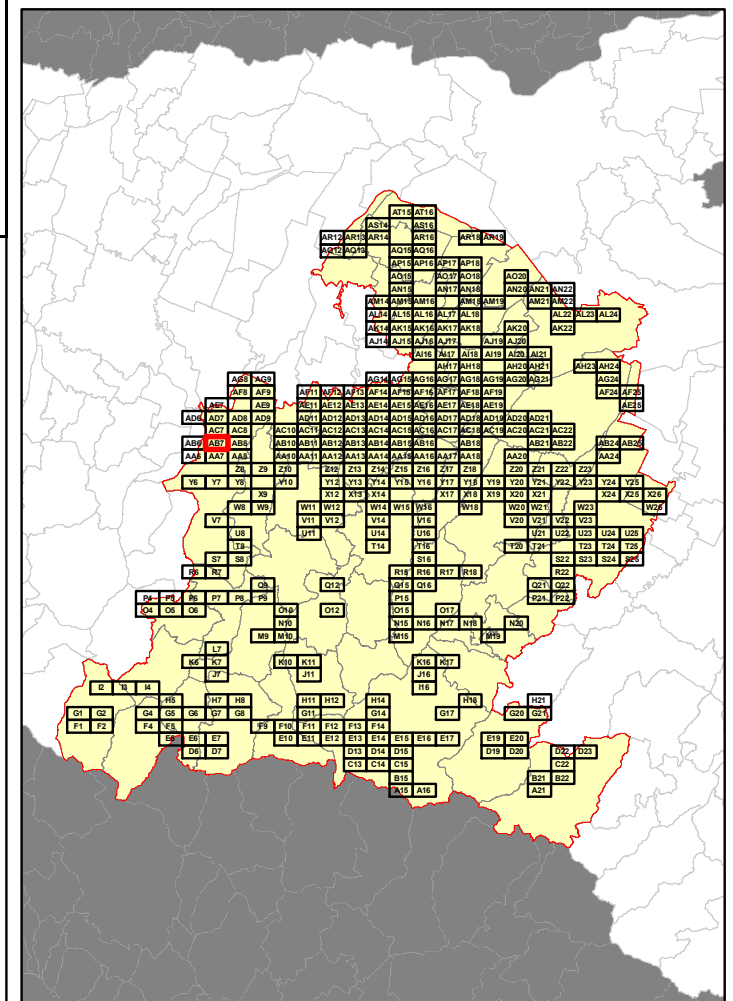 AT15 AT16
AS14 AS16
AR12 AR13 AR14 AR16 AR18 AR19
AQ12 AQ13 AQ15 AQ16
AP15 AP16 AP17 AP18
AO15 AO17 AO18 AO20
AN15 AN17 AN18 AN20 AN21 AN22
AM14 AM15 AM16 AM18 AM19 AM21 AM22
AL14 AL15 AL16 AL17 AL18 AL22 AL23 AL24
AK14 AK15 AK16 AK17 AK18 AK20 AK22
AJ14 AJ15 AJ16 AJ17 AJ19 AJ20
AI16 AI17 AI18 AI19 AI20 AI21
AH17 AH18 AH20 AH21 AH23 AH24
AG8 AG9 AG14 AG15 AG16 AG17 AG18 AG19 AG20 AG21 AG24
AF8 AF9 AF11 AF12 AF13 AF14 AF15 AF16 AF17 AF18 AF19 AF24 AF25
AE7 AE9 AE11 AE12 AE13 AE14 AE15 AE16 AE17 AE18 AE19 AE25
AD6 AD7 AD8 AD9 AD11 AD12 AD13 AD14 AD15 AD16 AD17 AD18 AD19 AD20 AD21
AC7 AC8 AC10 AC11 AC12 AC13 AC14 AC15 AC16 AC17 AC18 AC19 AC20 AC21 AC22
AB6 AB7 AB8 AB10 AB11 AB12 AB13 AB14 AB15 AB16 AB18 AB21 AB22 AB24 AB25
AA6 AA7 AA8 AA10 AA11 AA12 AA13 AA14 AA15 AA16 AA18 AA20 AA24
Z8 Z9 Z10 Z12 Z13 Z14 Z15 Z16 Z17 Z18 Z20 Z21 Z22 Z23
Y6 Y7 Y8 Y10 Y12 Y13 Y14 Y15 Y16 Y17 Y18 Y19 Y20 Y21 Y22 Y23 Y24 Y25
X9 X12 X13 X14 X17 X18 X19 X20 X21 X24 X25 X26
W8 W9 W11 W12 W14 W15 W16 W18 W20 W21 W23 W26
V7 V11 V12 V14 V16 V20 V21 V22 V23
U8 U11 U14 U16 U21 U22 U23 U24 U25
T8 T14 T16 T20 T21 T23 T24 T25
S7 S8 S16 S22 S23 S24 S25
R6 R7 R15 R16 R17 R18 R22
Q9 Q12 Q15 Q16 Q21 Q22
P4 P5 P6 P7 P8 P9 P15 P21 P22
O4 O5 O6 O10 O12 O15 O17
N10 N15 N16 N17 N18 N20
M9 M10 M15 M19
L7
K6 K7 K10 K11 K16 K17
J7 J11 J16
I2 I3 I4 I16
H5 H7 H8 H11 H12 H14 H18 H21
G1 G2 G4 G5 G6 G7 G8 G11 G14 G17 G20 G21
F1 F2 F4 F5 F9 F10 F11 F12 F13 F14
E5 E6 E7 E10 E11 E12 E13 E14 E15 E16 E17 E19 E20
D6 D7 D13 D14 D15 D19 D20 D22 D23
C13 C14 C15 C22
B15 B21 B22
A15 A16 A21